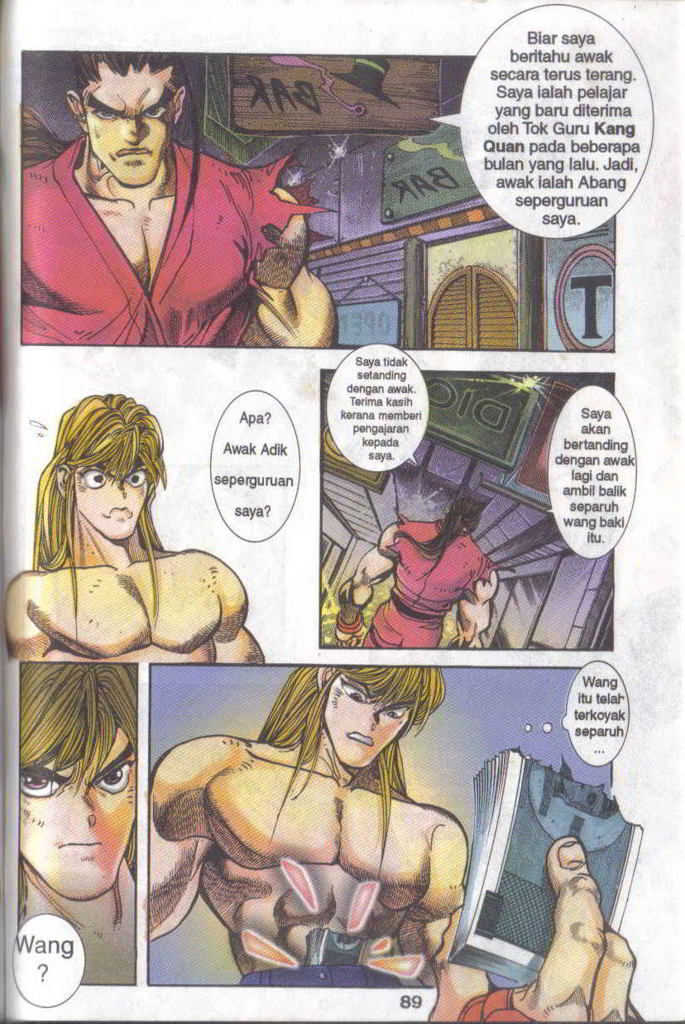 Biar saya
beritahu awak
secara terus terang.
Saya ialah pelajar
yang baru diterima
oleh Tok Guru Kang
Quan pada beberapa
bulan yang lalu. Jadi,
awak ialah Abang
seperguruan
saya.
BAR
BAR
T
OPEN
Apa?
Awak Adik
seperguruan
saya?
Saya tidak
setanding
dengan awak.
Terima kasih
kerana memberi
pengajaran
kepada
saya.
DIC
Saya
akan
bertanding
dengan awak
lagi dan
ambil balik
separuh
wang baki
itu.
Wang
?
Wang
itu telah
terkoyak
separuh
...
89